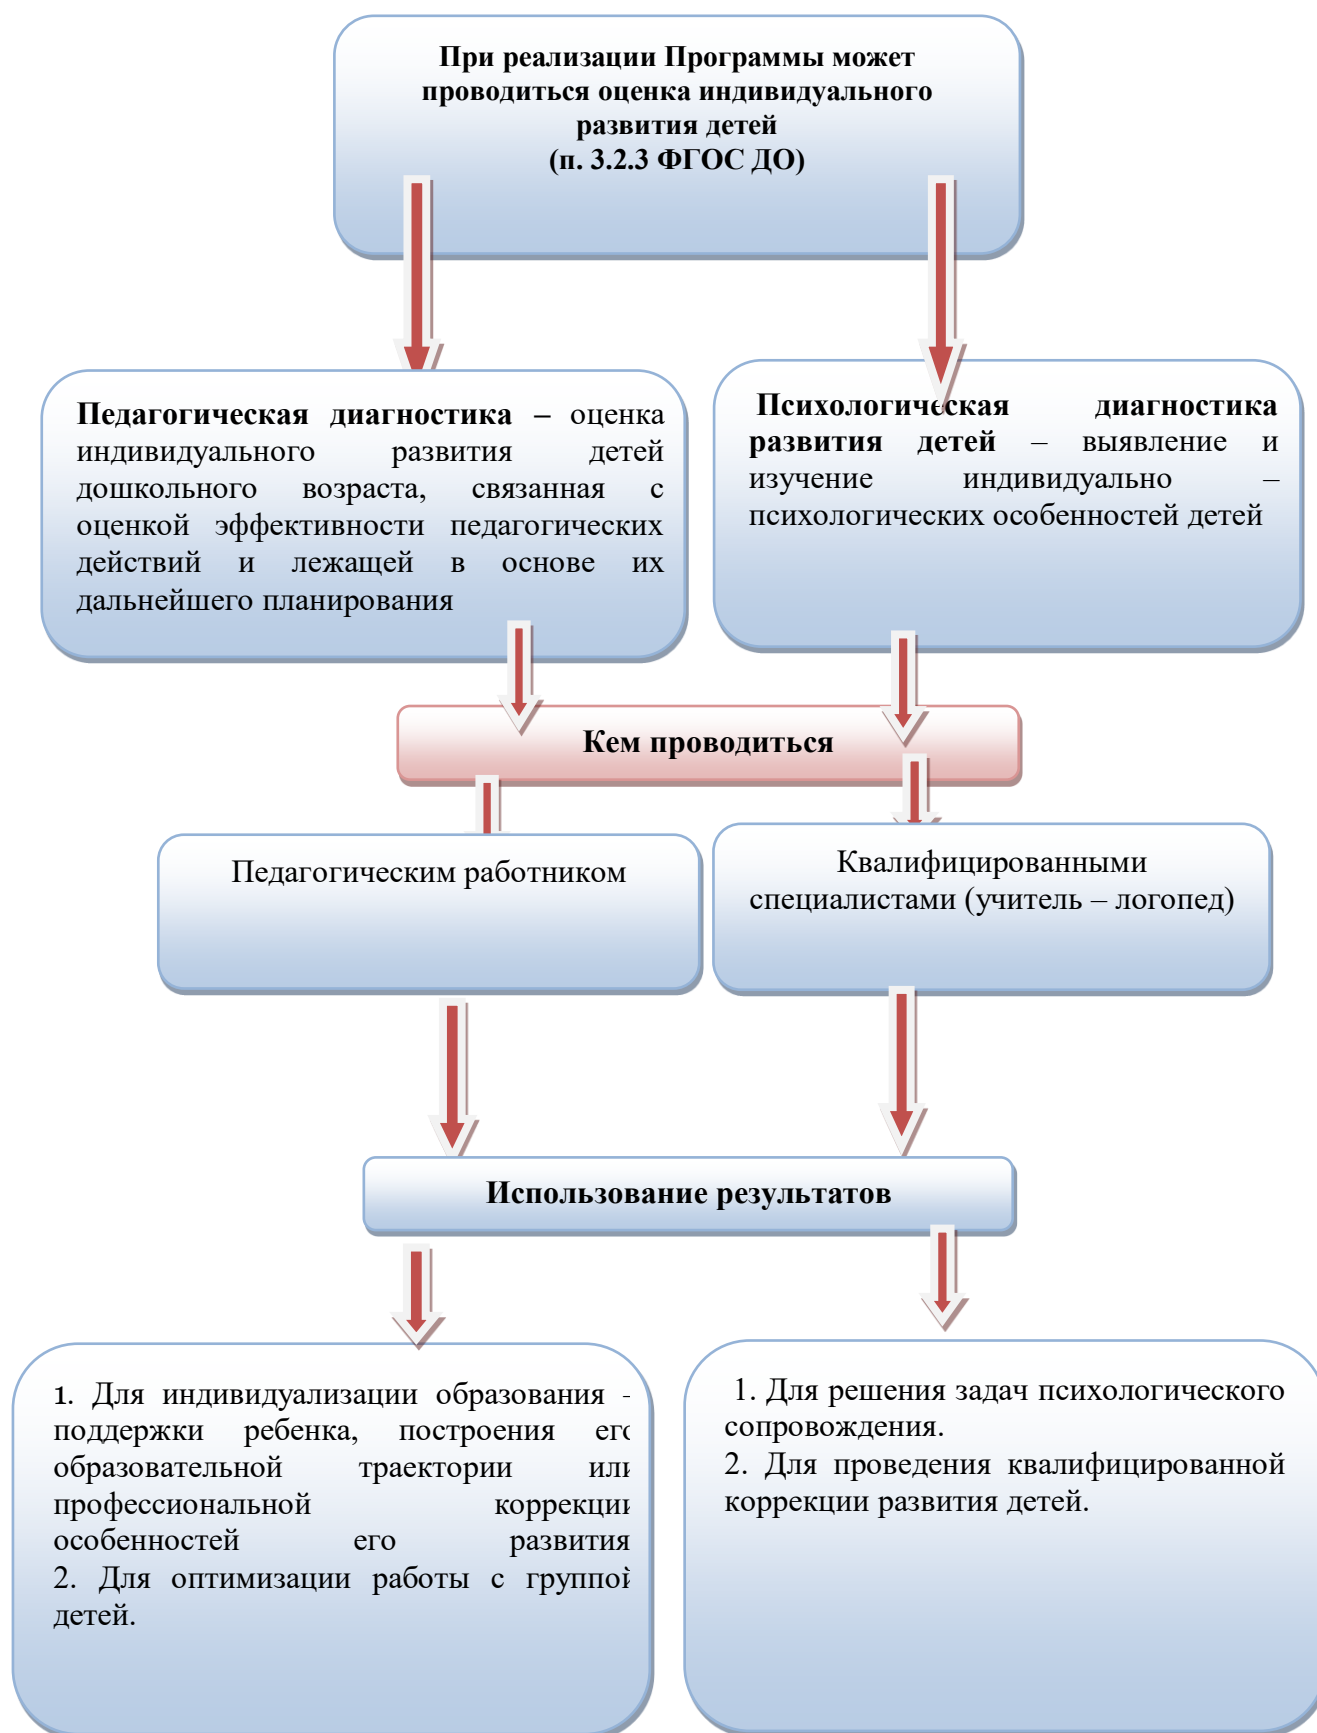 При реализации Программы может
проводиться оценка индивидуального
развития детей
(п. 3.2.3 ФГОС ДО)
Педагогическая диагностика – оценка
индивидуального развития детей
дошкольного возраста, связанная с
оценкой эффективности педагогических
действий и лежащей в основе их
дальнейшего планирования
Психологическая диагностика
развития детей – выявление и
изучение индивидуально –
психологических особенностей детей
Кем проводиться
Педагогическим работником
Квалифицированными
специалистами (учитель – логопед)
Использование результатов
1. Для индивидуализации образования –
поддержки ребенка, построения его
образовательной траектории или
профессиональной коррекции
особенностей его развития
2. Для оптимизации работы с группой
детей.
1. Для решения задач психологического
сопровождения.
2. Для проведения квалифицированной
коррекции развития детей.